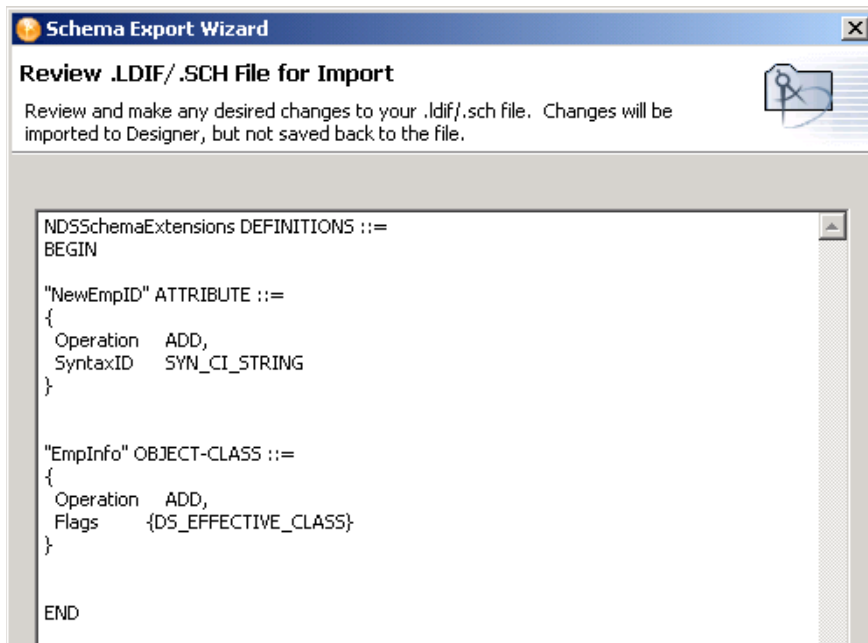 Schema Export Wizard
Review .LDIF/.SCH File for Import
Review and make any desired changes to your .ldif/.sch file.  Changes will be
imported to Designer, but not saved back to the file.
NDSSchemaExtensions DEFINITIONS ::=
BEGIN
"NewEmpID" ATTRIBUTE ::=
{
Operation    ADD,
SyntaxID     SYN_CI_STRING
}
"EmpInfo" OBJECT-CLASS ::=
{
Operation    ADD,
Flags        {DS_EFFECTIVE_CLASS}
}
END